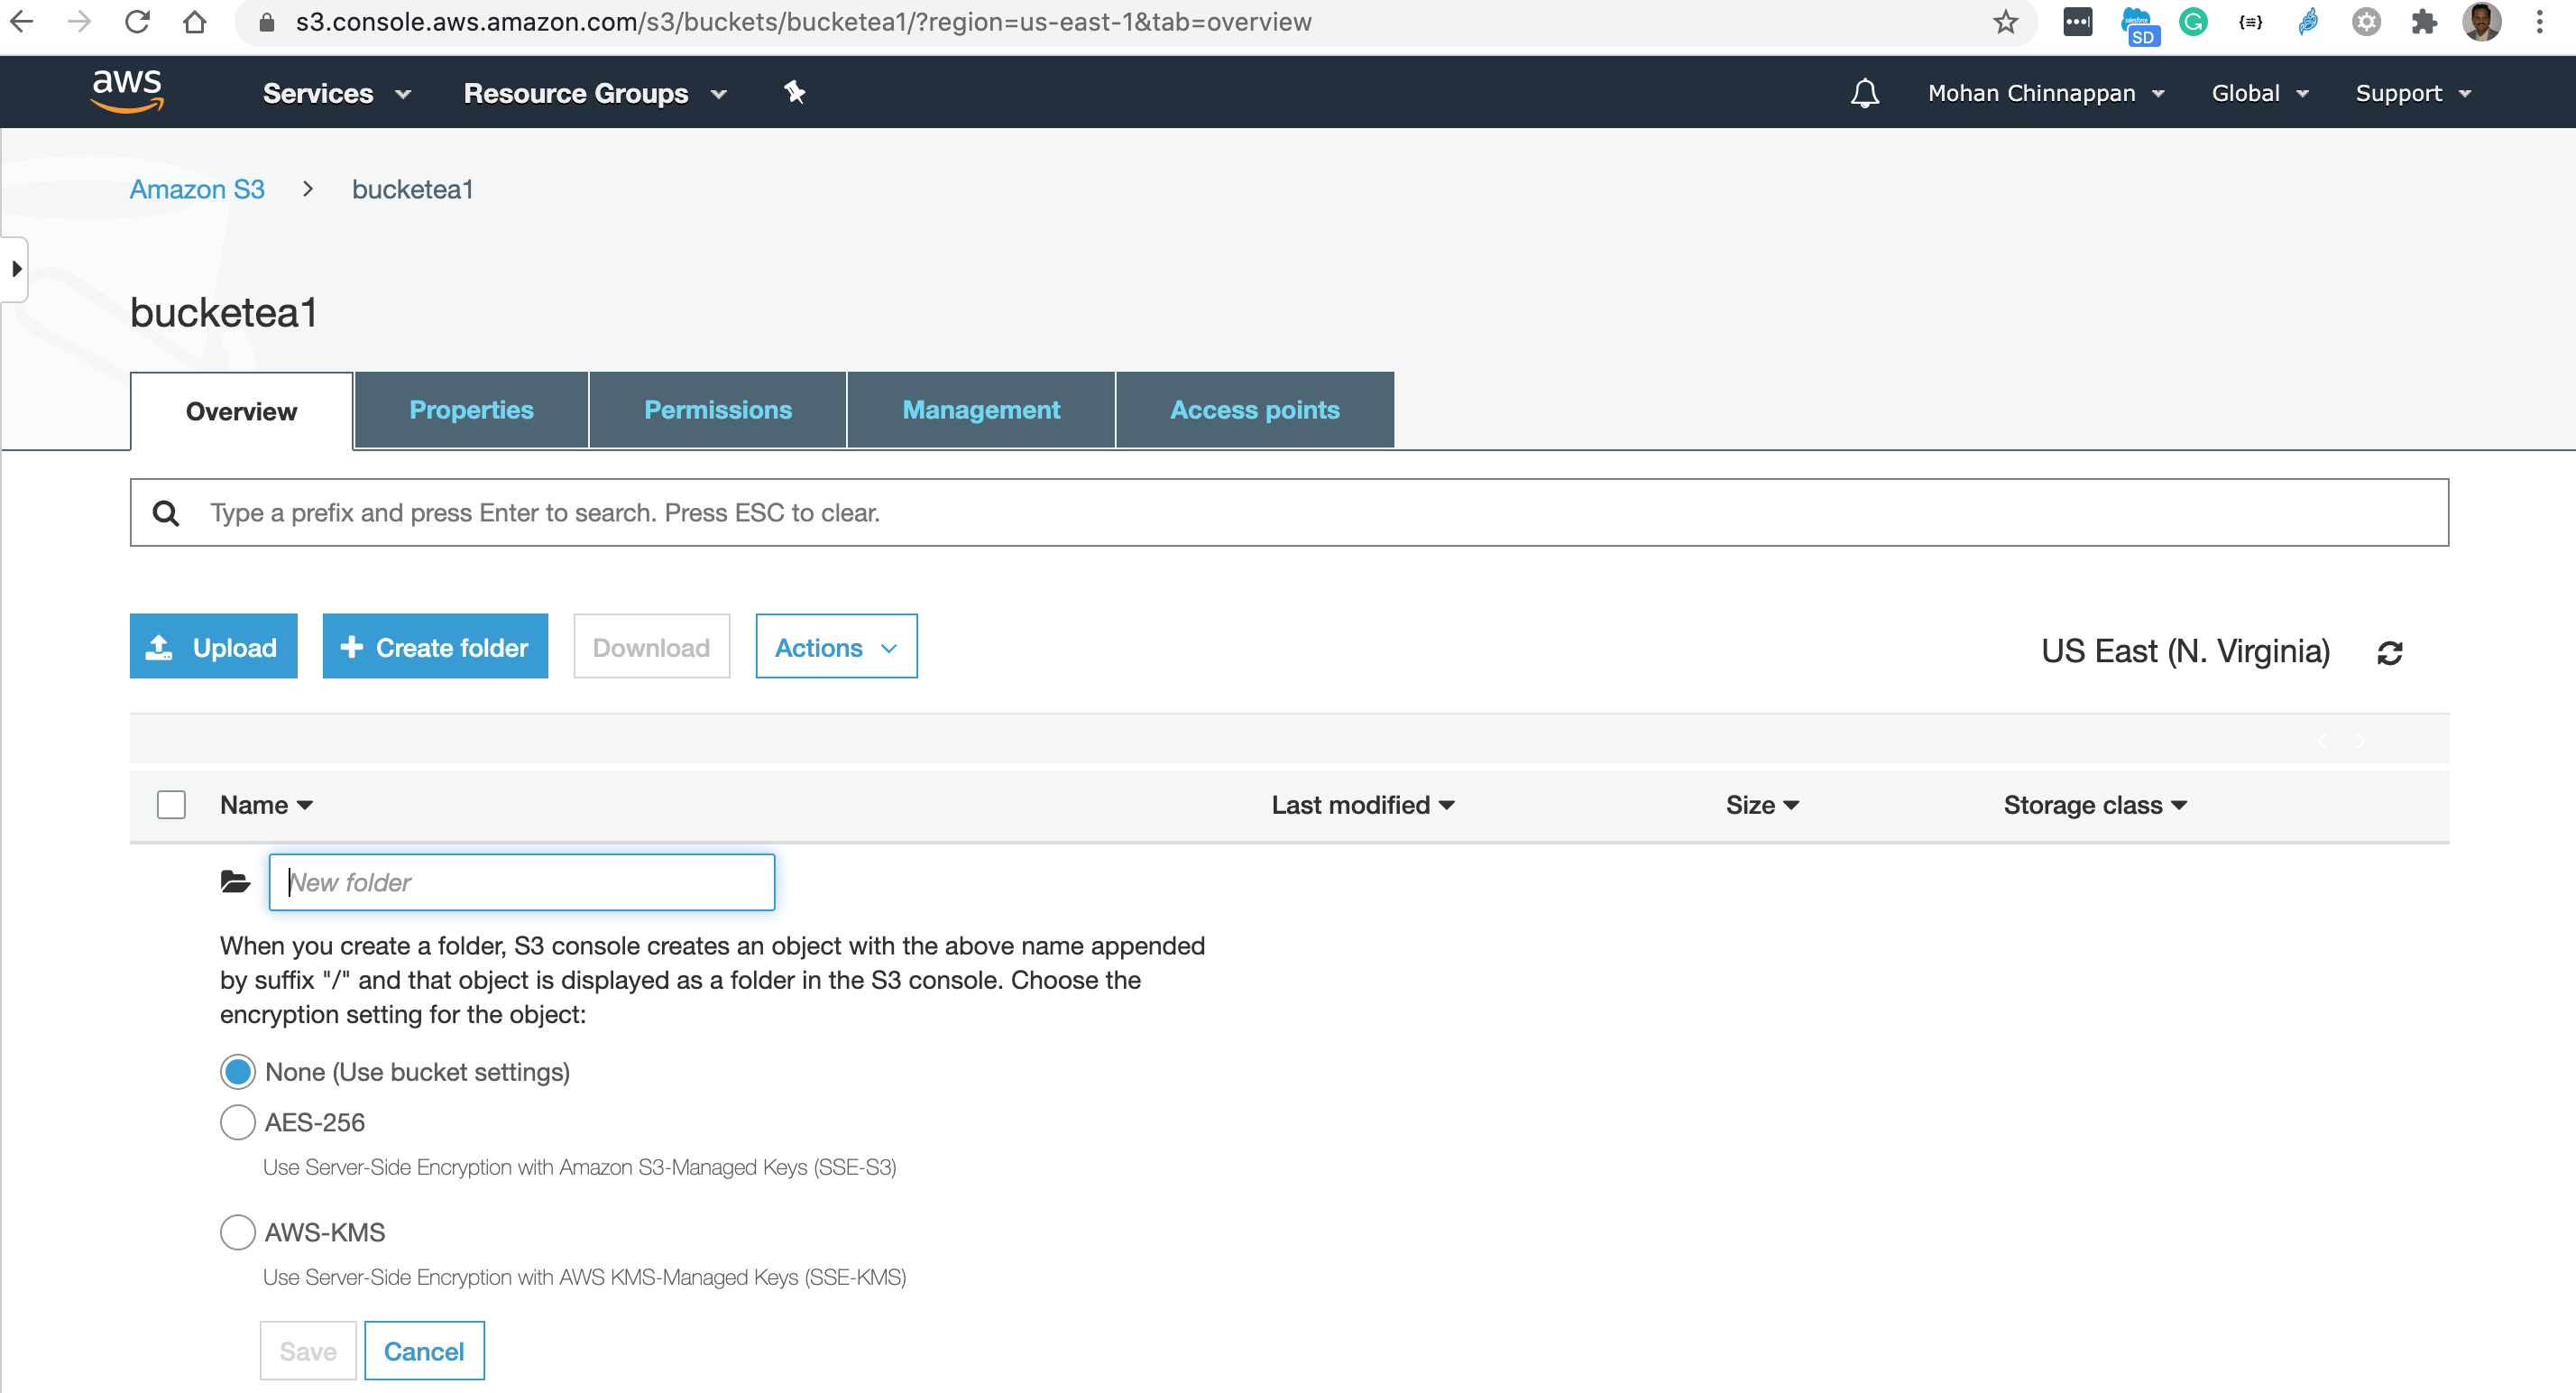 s3.console.aws.amazon.com/s3/buckets/bucketea1/?region=us-east-1&tab=overview
SD
aws
Services
Resource Groups
Mohan Chinnappan
Global
Support
Amazon S3 > bucketea1
bucketea1
Overview
Properties
Permissions
Management
Access points
Type a prefix and press Enter to search. Press ESC to clear.
Upload
+ Create folder
Download
Actions
US East (N. Virginia)
Name
Last modified
Size
Storage class
New folder
When you create a folder, S3 console creates an object with the above name appended
by suffix "/" and that object is displayed as a folder in the S3 console. Choose the
encryption setting for the object:
None (Use bucket settings)
AES-256
Use Server-Side Encryption with Amazon S3-Managed Keys (SSE-S3)
AWS-KMS
Use Server-Side Encryption with AWS KMS-Managed Keys (SSE-KMS)
Save
Cancel